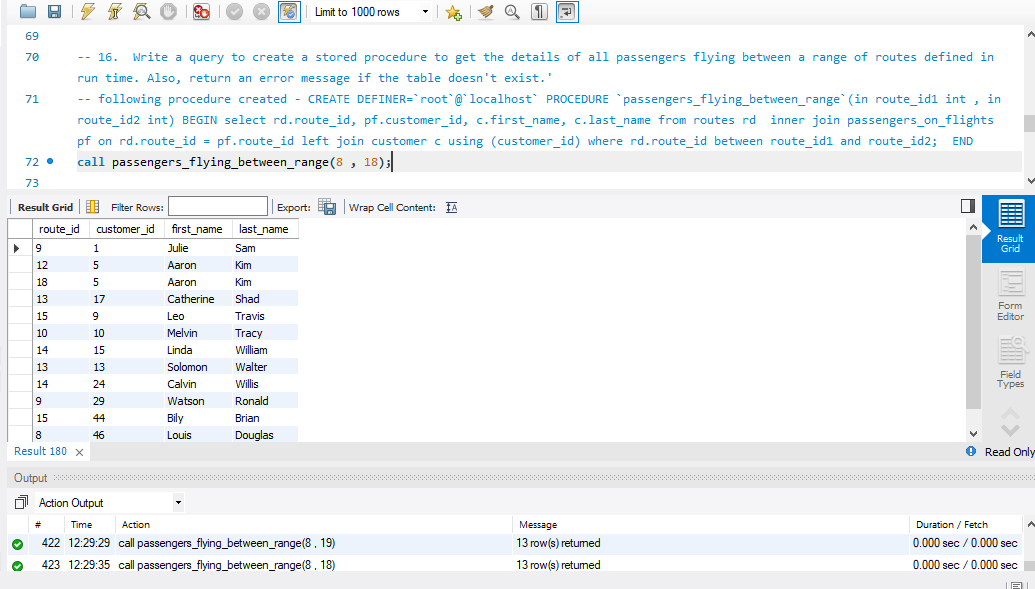 Limit to 1000 rows
69
70 -- 16.  Write a query to create a stored procedure to get the details of all passengers flying between a range of routes defined in
run time. Also, return an error message if the table doesn't exist.'
71 -- following procedure created - CREATE DEFINER=`root`@`localhost` PROCEDURE `passengers_flying_between_range`(in route_id1 int , in
route_id2 int) BEGIN select rd.route_id, pf.customer_id, c.first_name, c.last_name from routes rd  inner join passengers_on_flights
pf on rd.route_id = pf.route_id left join customer c using (customer_id) where rd.route_id between route_id1 and route_id2;  END
72 call passengers_flying_between_range(8 , 18);
73
Result Grid Filter Rows: Export: Wrap Cell Content:
route_id customer_id first_name last_name
9 1 Julie Sam
12 5 Aaron Kim
18 5 Aaron Kim
13 17 Catherine Shad
15 9 Leo Travis
10 10 Melvin Tracy
14 15 Linda William
13 13 Solomon Walter
14 24 Calvin Willis
9 29 Watson Ronald
15 44 Bily Brian
8 46 Louis Douglas
Result
Grid
Form
Editor
Field
Types
Result 180 Read Only
Output
Action Output
# Time Action Message Duration / Fetch
422 12:29:29 call passengers_flying_between_range(8 , 19) 13 row(s) returned 0.000 sec / 0.000 sec
423 12:29:35 call passengers_flying_between_range(8 , 18) 13 row(s) returned 0.000 sec / 0.000 sec